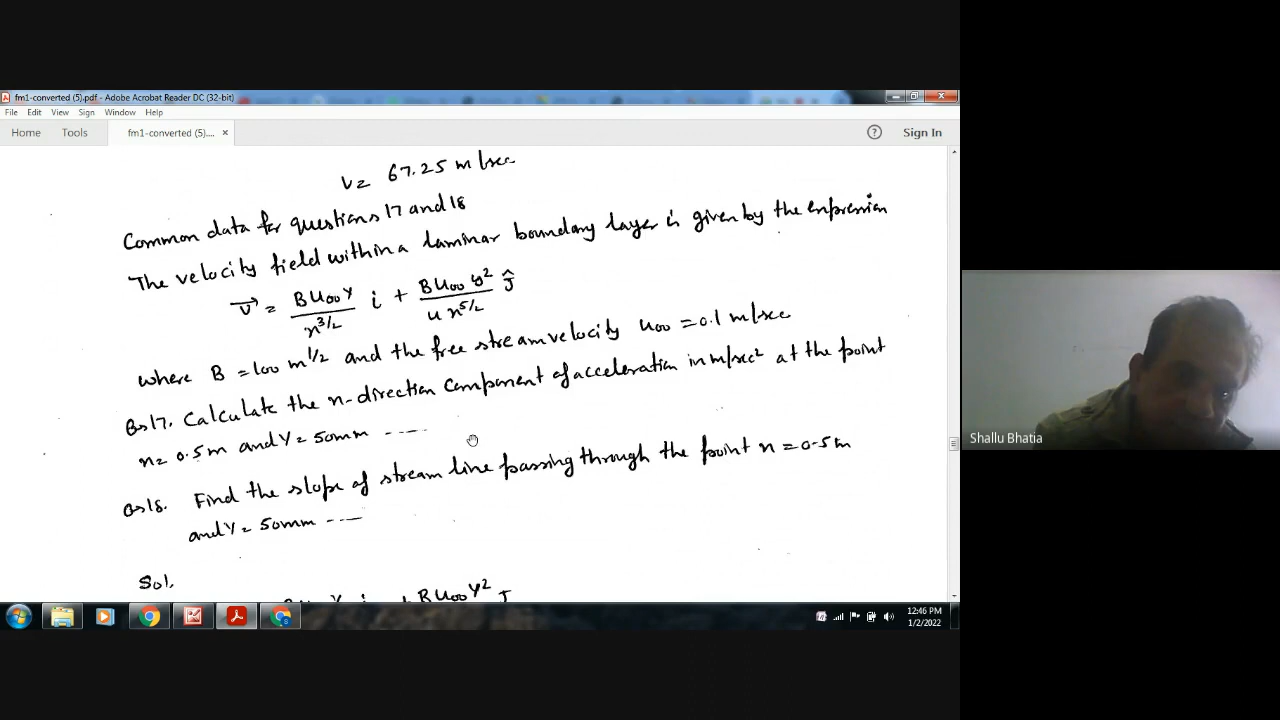 fm1-converted (5).pdf - Adobe Acrobat Reader DC (32-bit)
File Edit View Sign Window Help
Home Tools fm1-converted (5).... × ? Sign In
V= 67.25 m/sec
Common data for questions 17 and 18
The velocity field within a laminar boundary layer is given by the expression
V = BU∞Y/x^3/2 i + BU∞y²/4x^5/2 ĵ
where B = 100 m^1/2 and the free stream velocity u∞ = 0.1 m/sec
Qs17. Calculate the x-direction component of acceleration in m/sec² at the point
x= 0.5m and Y= 50mm ----
Shallu Bhatia
Qs18. Find the slope of stream line passing through the point x = 0.5m
and Y= 50mm ----
Sol.
BU∞Y² J
12:46 PM
1/2/2022